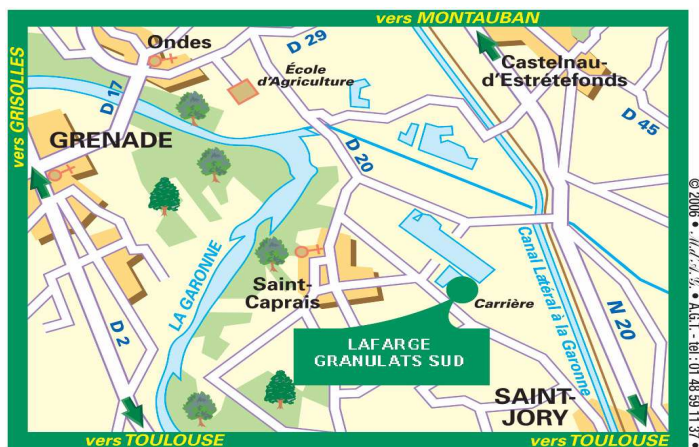 vers MONTAUBAN
vers GRISOLLES
Ondes
D 29
École
d'Agriculture
Castelnau-
d'Estrétefonds
D 17
D 45
GRENADE
D 20
LA GARONNE
Saint-
Caprais
Canal Latéral à la Garonne
Carrière
N 20
D 2
LAFARGE
GRANULATS SUD
SAINT-
JORY
vers TOULOUSE
vers TOULOUSE
© 2006 •
• A.G.I. - tel : 01 48 59 11 37